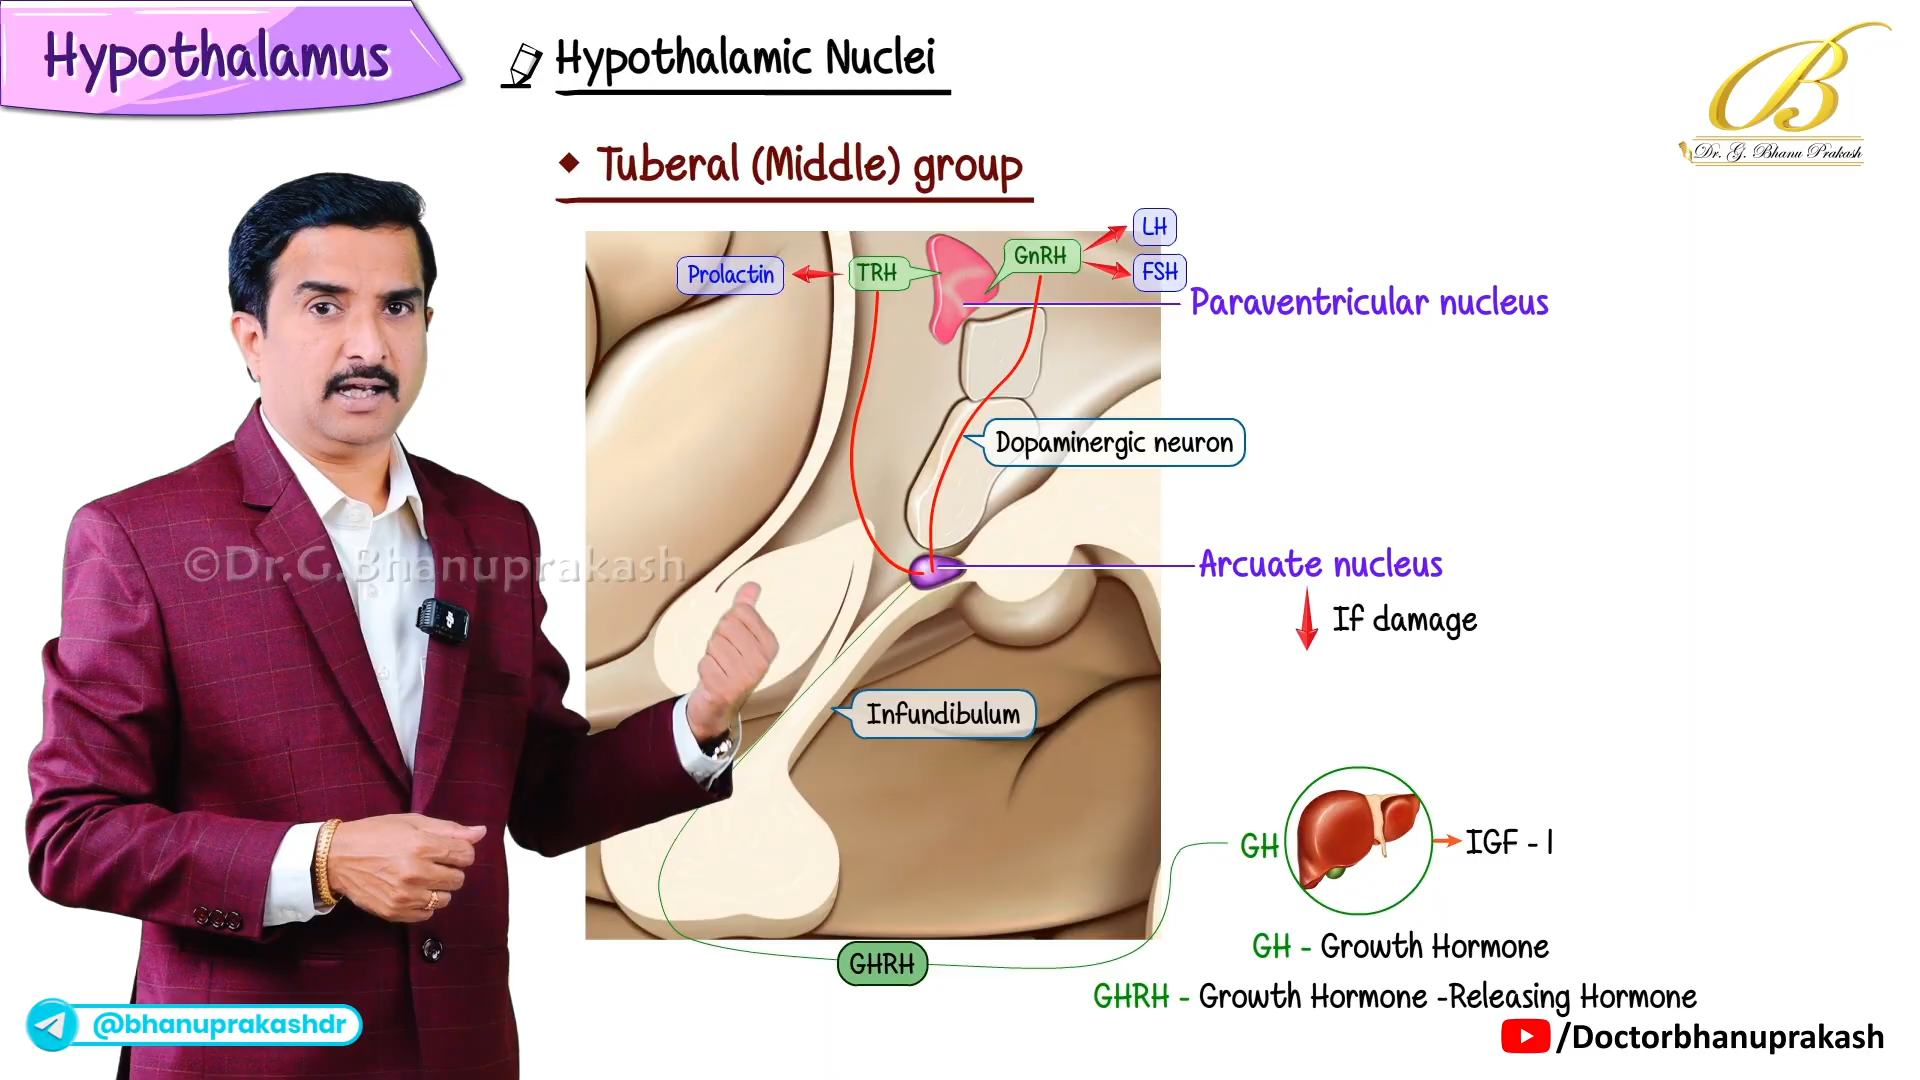 Hypothalamus
Hypothalamic Nuclei
Dr. G. Bhanu Prakash
◆ Tuberal (Middle) group
LH
GnRH
Prolactin
TRH
FSH
Paraventricular nucleus
Dopaminergic neuron
©Dr.G.Bhanuprakash
Arcuate nucleus
If damage
Infundibulum
GH
IGF - 1
GHRH
GH - Growth Hormone
GHRH - Growth Hormone -Releasing Hormone
@bhanuprakashdr
/Doctorbhanuprakash